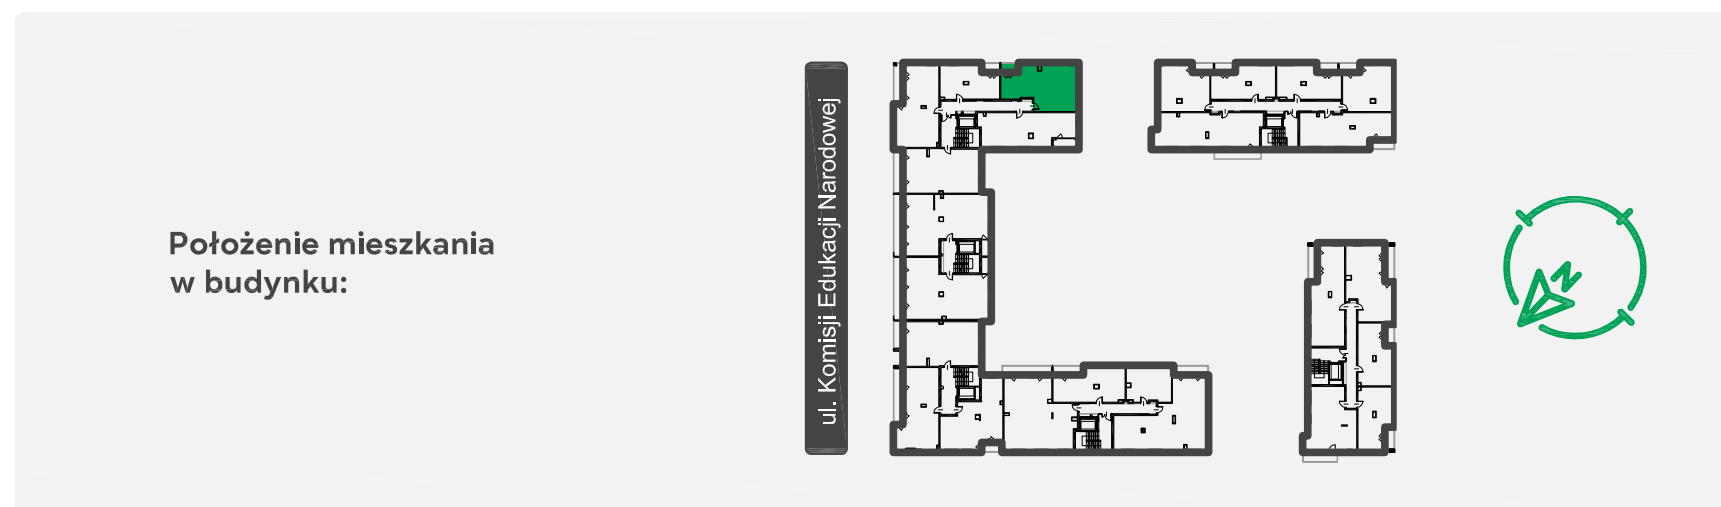 Położenie mieszkania
w budynku:
ul. Komisji Edukacji Narodowej
N